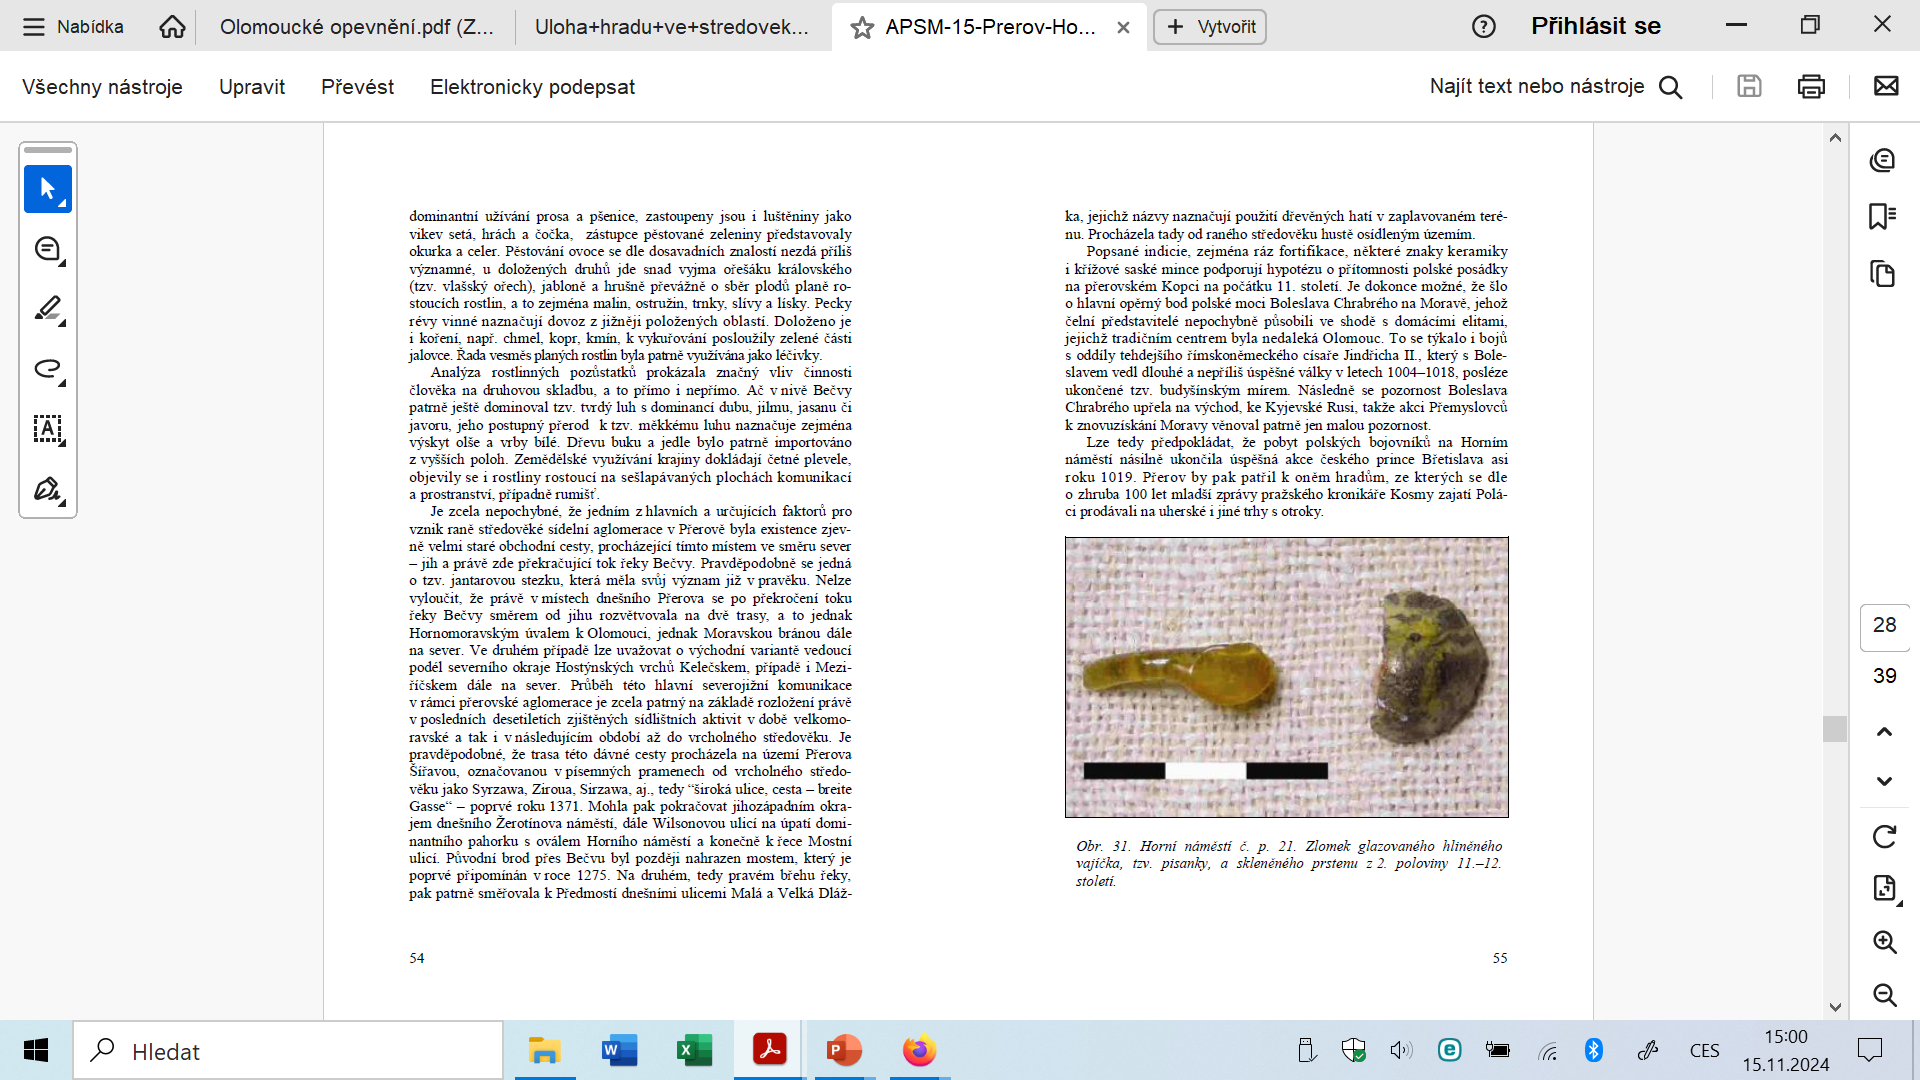 Nabídka
Olomoucké opevnění.pdf (Z...
Uloha+hradu+ve+stredovek...
APSM-15-Prerov-Ho...
Vytvořit
Přihlásit se
Všechny nástroje
Upravit
Převést
Elektronicky podepsat
Najít text nebo nástroje
dominantní užívání prosa a pšenice, zastoupeny jsou i luštěniny jako
vikev setá, hrách a čočka, zástupce pěstované zeleniny představovaly
okurka a celer. Pěstování ovoce se dle dosavadních znalostí nezdá příliš
významné, u doložených druhů jde snad vyjma ořešáku královského
(tzv. vlašský ořech), jabloně a hrušně převážně o sběr plodů planě ro-
stoucích rostlin, a to zejména malin, ostružin, trnky, slívy a lísky. Pecky
révy vinné naznačují dovoz z jižněji položených oblastí. Doloženo je
i koření, např. chmel, kopr, kmín, k vykuřování posloužily zelené části
jalovce. Řada vesměs planých rostlin byla patrně využívána jako léčivky.
Analýza rostlinných pozůstatků prokázala značný vliv činnosti
člověka na druhovou skladbu, a to přímo i nepřímo. Ač v nivě Bečvy
patrně ještě dominoval tzv. tvrdý luh s dominancí dubu, jilmu, jasanu či
javoru, jeho postupný přerod k tzv. měkkému luhu naznačuje zejména
výskyt olše a vrby bílé. Dřevu buku a jedle bylo patrně importováno
z vyšších poloh. Zemědělské využívání krajiny dokládají četné plevele,
objevily se i rostliny rostoucí na sešlapávaných plochách komunikací
a prostranství, případně rumišť.
Je zcela nepochybné, že jedním z hlavních a určujících faktorů pro
vznik raně středověké sídelní aglomerace v Přerově byla existence zjev-
ně velmi staré obchodní cesty, procházející tímto místem ve směru sever
– jih a právě zde překračující tok řeky Bečvy. Pravděpodobně se jedná
o tzv. jantarovou stezku, která měla svůj význam již v pravěku. Nelze
vyloučit, že právě v místech dnešního Přerova se po překročení toku
řeky Bečvy směrem od jihu rozvětvovala na dvě trasy, a to jednak
Hornomoravským úvalem k Olomouci, jednak Moravskou bránou dále
na sever. Ve druhém případě lze uvažovat o východní variantě vedoucí
podél severního okraje Hostýnských vrchů Kelečskem, případě i Mezi-
říčskem dále na sever. Průběh této hlavní severojižní komunikace
v rámci přerovské aglomerace je zcela patrný na základě rozložení právě
v posledních desetiletích zjištěných sídlištních aktivit v době velkomo-
ravské a tak i v následujícím období až do vrcholného středověku. Je
pravděpodobné, že trasa této dávné cesty procházela na území Přerova
Šířavou, označovanou v písemných pramenech od vrcholného středo-
věku jako Syrzawa, Ziroua, Sirzawa, aj., tedy “široká ulice, cesta – breite
Gasse“ – poprvé roku 1371. Mohla pak pokračovat jihozápadním okra-
jem dnešního Žerotínova náměstí, dále Wilsonovou ulicí na úpatí domi-
nantního pahorku s oválem Horního náměstí a konečně k řece Mostní
ulicí. Původní brod přes Bečvu byl později nahrazen mostem, který je
poprvé připomínán v roce 1275. Na druhém, tedy pravém břehu řeky,
pak patrně směřovala k Předmostí dnešními ulicemi Malá a Velká Dláž-
54
ka, jejichž názvy naznačují použití dřevěných hatí v zaplavovaném teré-
nu. Procházela tady od raného středověku hustě osídleným územím.
Popsané indicie, zejména ráz fortifikace, některé znaky keramiky
i křížové saské mince podporují hypotézu o přítomnosti polské posádky
na přerovském Kopci na počátku 11. století. Je dokonce možné, že šlo
o hlavní opěrný bod polské moci Boleslava Chrabrého na Moravě, jehož
čelní představitelé nepochybně působili ve shodě s domácími elitami,
jejichž tradičním centrem byla nedaleká Olomouc. To se týkalo i bojů
s oddíly tehdejšího římskoněmeckého císaře Jindřicha II., který s Bole-
slavem vedl dlouhé a nepříliš úspěšné války v letech 1004–1018, posléze
ukončené tzv. budyšínským mírem. Následně se pozornost Boleslava
Chrabrého upřela na východ, ke Kyjevské Rusi, takže akci Přemyslovců
k znovuzískání Moravy věnoval patrně jen malou pozornost.
Lze tedy předpokládat, že pobyt polských bojovníků na Horním
náměstí násilně ukončila úspěšná akce českého prince Břetislava asi
roku 1019. Přerov by pak patřil k oněm hradům, ze kterých se dle
o zhruba 100 let mladší zprávy pražského kronikáře Kosmy zajatí Polá-
ci prodávali na uherské i jiné trhy s otroky.
Obr. 31. Horní náměstí č. p. 21. Zlomek glazovaného hliněného
vajíčka, tzv. pisanky, a skleněného prstenu z 2. poloviny 11.–12.
století.
55
28
39
Hledat
CES
15:00
15.11.2024